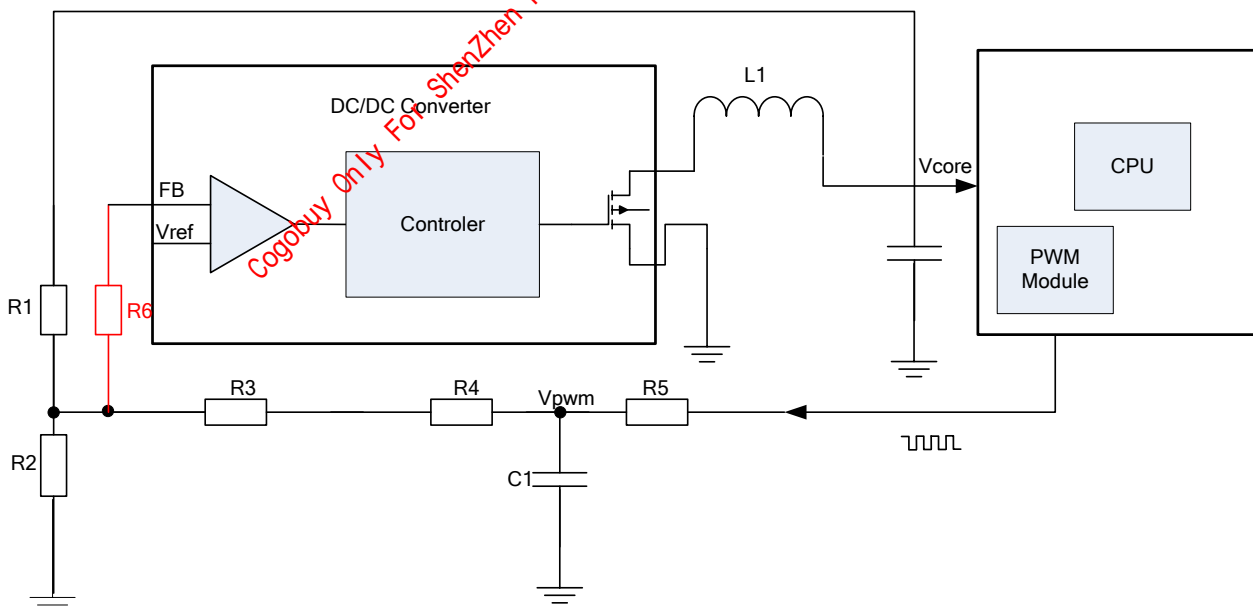 Cogobuy Only For ShenZhen
L1
DC/DC Converter
Vcore
CPU
FB
Vref
Controler
PWM
Module
R1
R6
R3
R4
Vpwm
R5
R2
C1